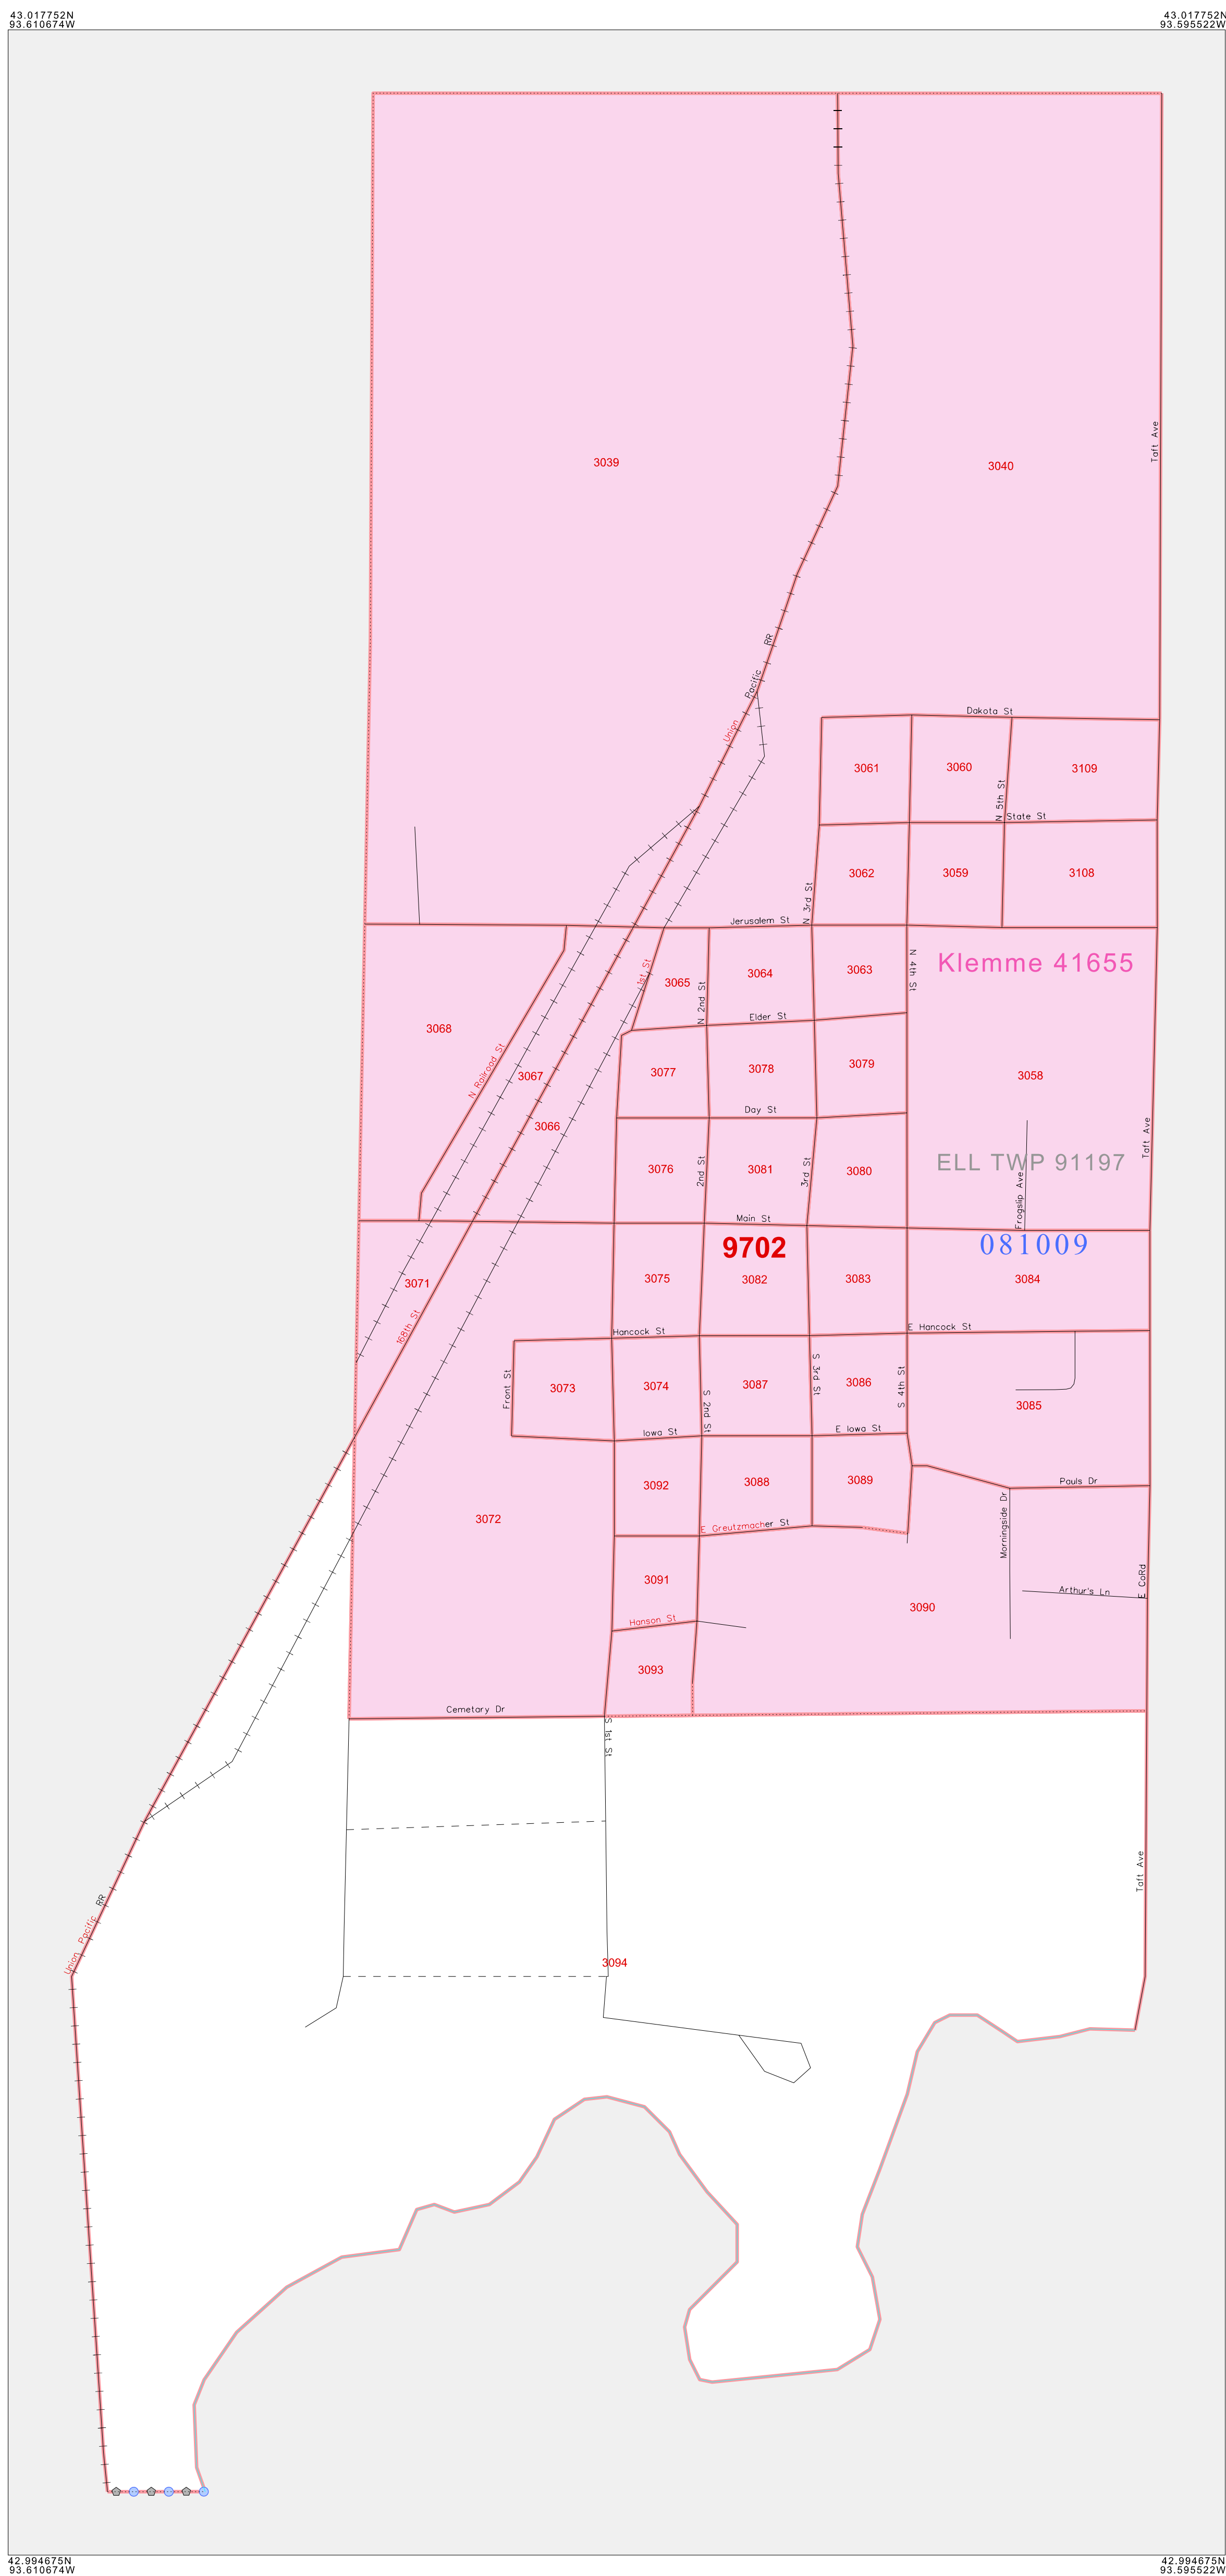 43.017752N
93.610674W
43.017752N
93.595522W
3039
3040
Taft Ave
Union Pacific RR
Dakota St
3061
3060
3109
N 5th St
State St
3062
3059
3108
N 3rd St
Jerusalem St
N 4th St
Klemme 41655
3063
3064
3065
1st St
N 2nd St
Elder St
3068
N Railroad St
3067
3066
3077
3078
3079
3058
Day St
Taft Ave
ELL TWP 91197
3076
2nd St
3081
3rd St
3080
Frogslip Ave
Main St
9702
081009
3071
3075
3082
3083
3084
168th St
Hancock St
E Hancock St
Front St
3073
3074
S 2nd St
3087
S 3rd St
3086
S 4th St
3085
Iowa St
E Iowa St
3092
3088
3089
Pauls Dr
3072
E Greutzmacher St
Morningside Dr
3091
Arthur's Ln
E CoRd
3090
Hanson St
3093
Cemetary Dr
S 1st St
Taft Ave
Union Pacific RR
3094
42.994675N
93.610674W
42.994675N
93.595522W